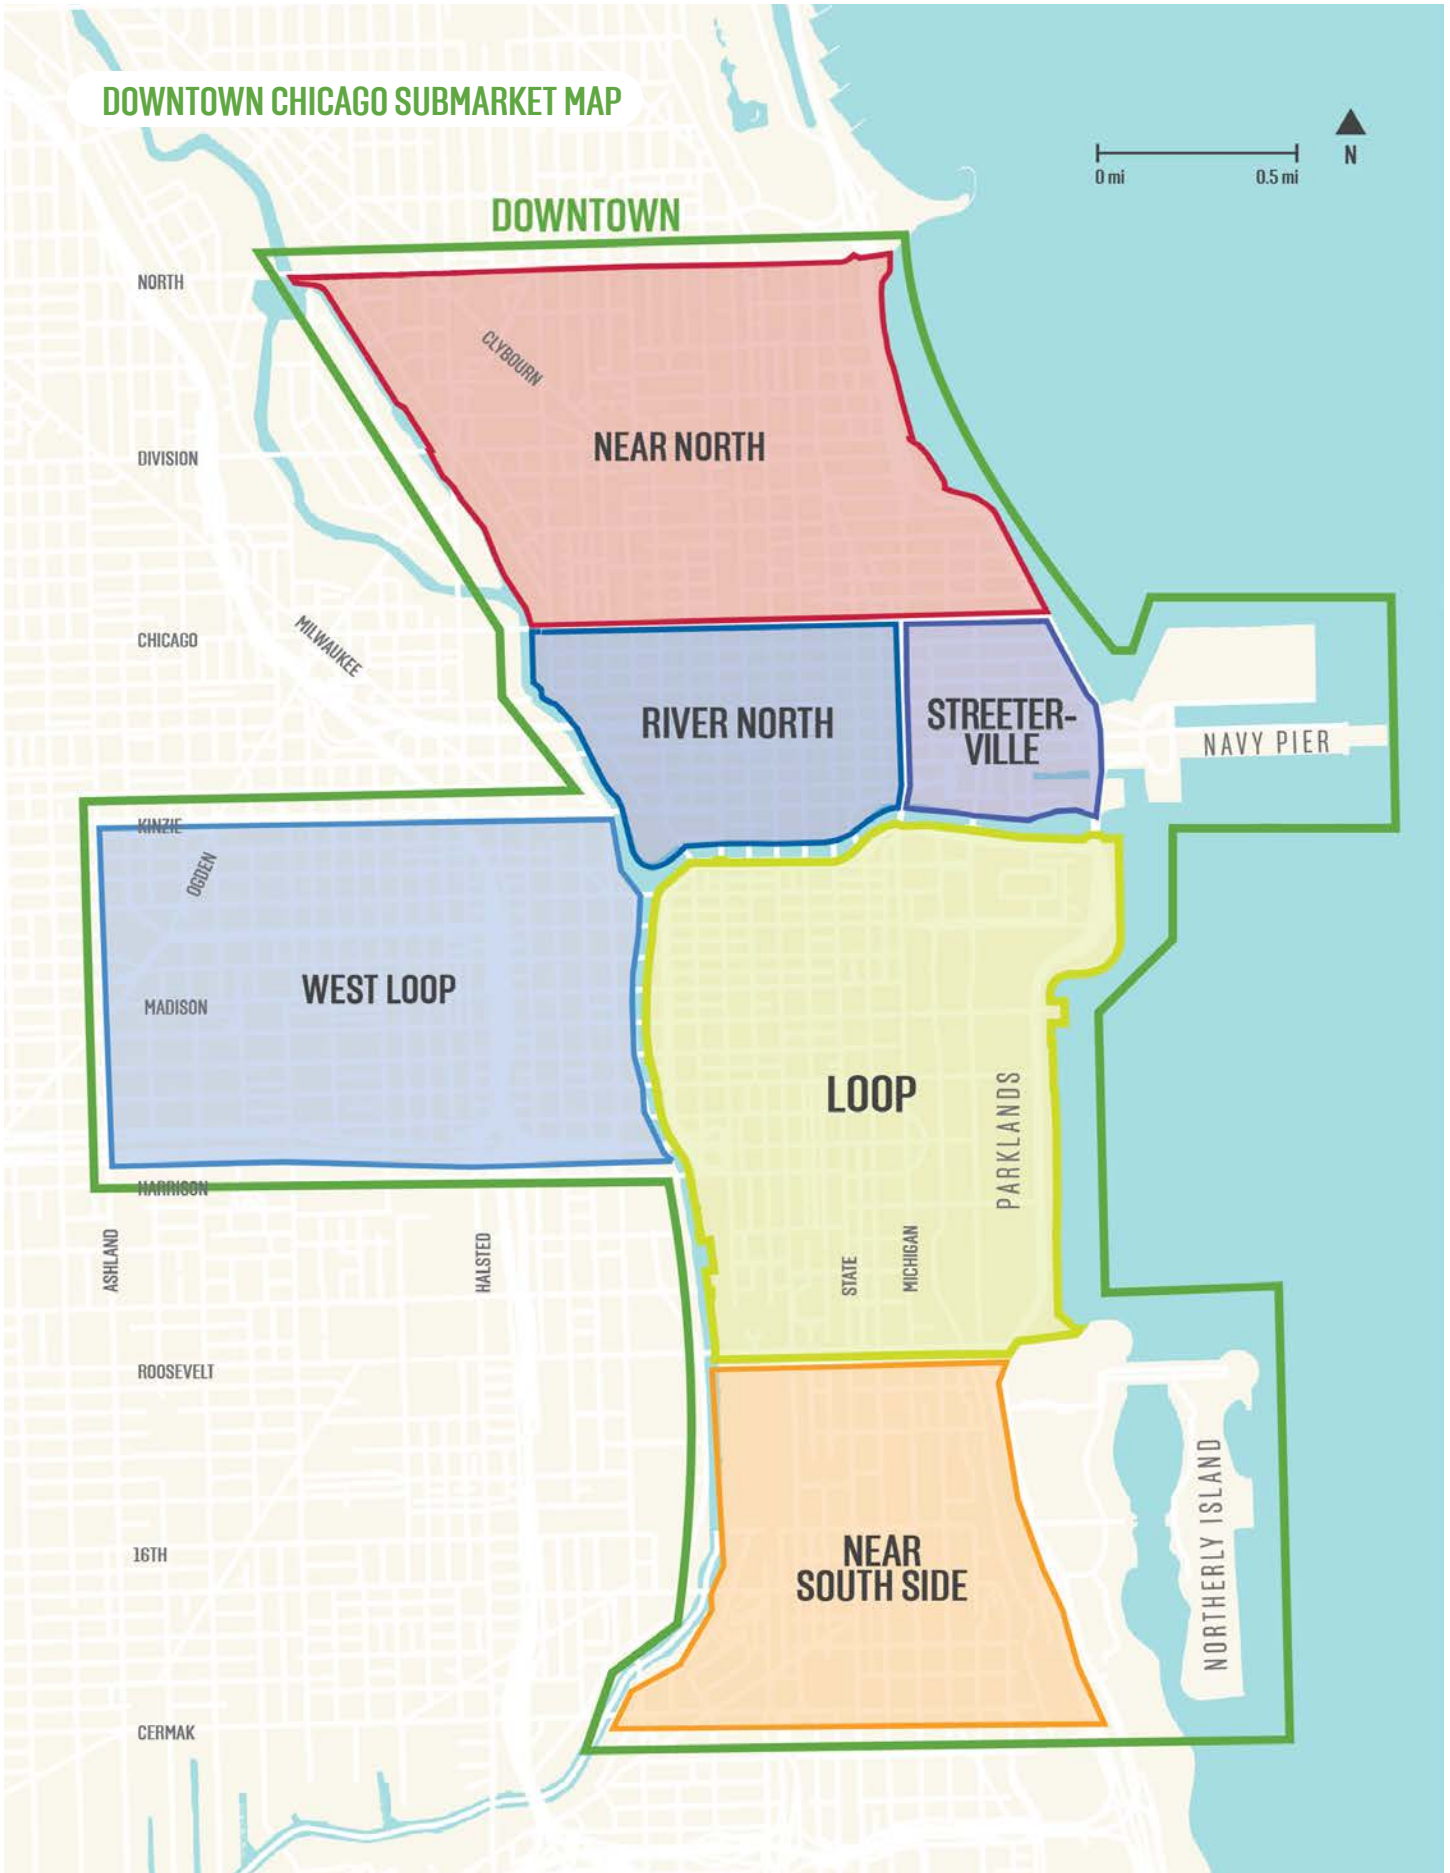 DOWNTOWN CHICAGO SUBMARKET MAP
N
0 mi
0.5 mi
DOWNTOWN
NORTH
CLYBOURN
NEAR NORTH
DIVISION
CHICAGO
MILWAUKEE
RIVER NORTH
STREETER-
VILLE
NAVY PIER
KINZIE
OGDEN
WEST LOOP
MADISON
LOOP
PARKLANDS
HARRISON
ASHLAND
HALSTED
STATE
MICHIGAN
ROOSEVELT
NORTHERLY ISLAND
16TH
NEAR
SOUTH SIDE
CERMAK